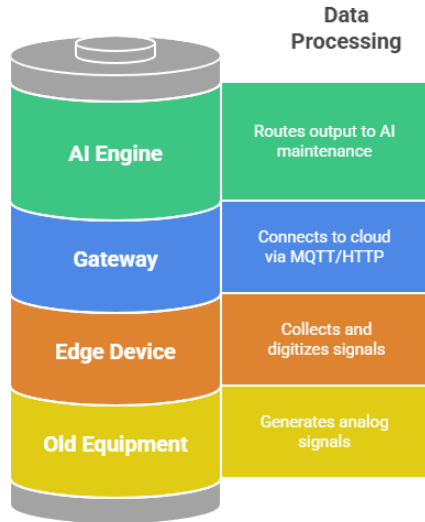 Data
Processing
AI Engine
Routes output to AI
maintenance
Gateway
Connects to cloud
via MQTT/HTTP
Edge Device
Collects and
digitizes signals
Old Equipment
Generates analog
signals